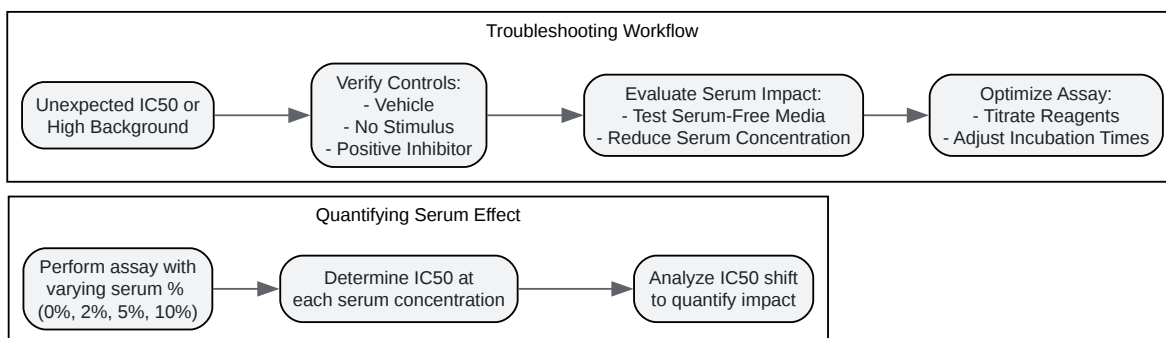 Troubleshooting Workflow
Unexpected IC50 or
High Background
Verify Controls:
- Vehicle
- No Stimulus
- Positive Inhibitor
Evaluate Serum Impact:
- Test Serum-Free Media
- Reduce Serum Concentration
Optimize Assay:
- Titrate Reagents
- Adjust Incubation Times
Quantifying Serum Effect
Perform assay with
varying serum %
(0%, 2%, 5%, 10%)
Determine IC50 at
each serum concentration
Analyze IC50 shift
to quantify impact